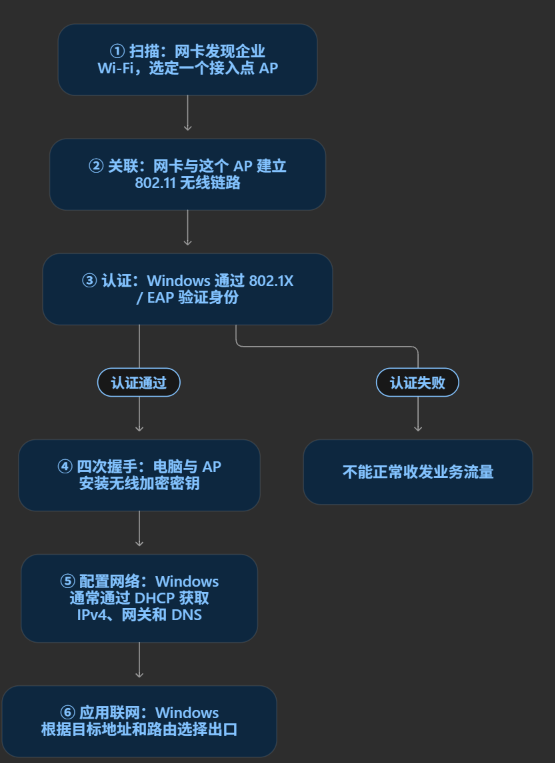 ① 扫描：网卡发现企业
Wi-Fi，选定一个接入点 AP
② 关联：网卡与这个 AP 建立
802.11 无线链路
③ 认证：Windows 通过 802.1X
/ EAP 验证身份
认证通过
认证失败
④ 四次握手：电脑与 AP
安装无线加密密钥
不能正常收发业务流量
⑤ 配置网络：Windows
通常通过 DHCP 获取
IPv4、网关和 DNS
⑥ 应用联网：Windows
根据目标地址和路由选择出口